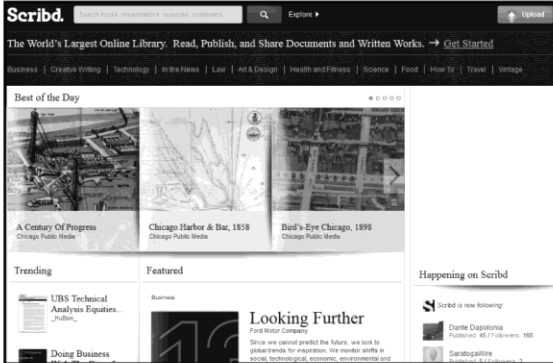 Scribd.
Search books, presentations, business, academics...
Explore
Upload
The World's Largest Online Library. Read, Publish, and Share Documents and Written Works. → Get Started
Business | Creative Writing | Technology | In the News | Law | Art & Design | Health and Fitness | Science | Food | How To | Travel | Vintage
Best of the Day
A Century Of Progress
Chicago Public Media
Chicago Harbor & Bar, 1858
Chicago Public Media
Bird's-Eye Chicago, 1898
Chicago Public Media
Trending
UBS Technical
Analysis Equities...
_HuBen_
Doing Business
Featured
Business
Looking Further
Ford Motor Company
Since we cannot predict the future, we look to
global trends for inspiration. We monitor shifts in
social, technological, economic, environmental and
Happening on Scribd
Scribd is now following:
Dante Dapolonia
Published: 45 / Followers: 168
SaratogaWire